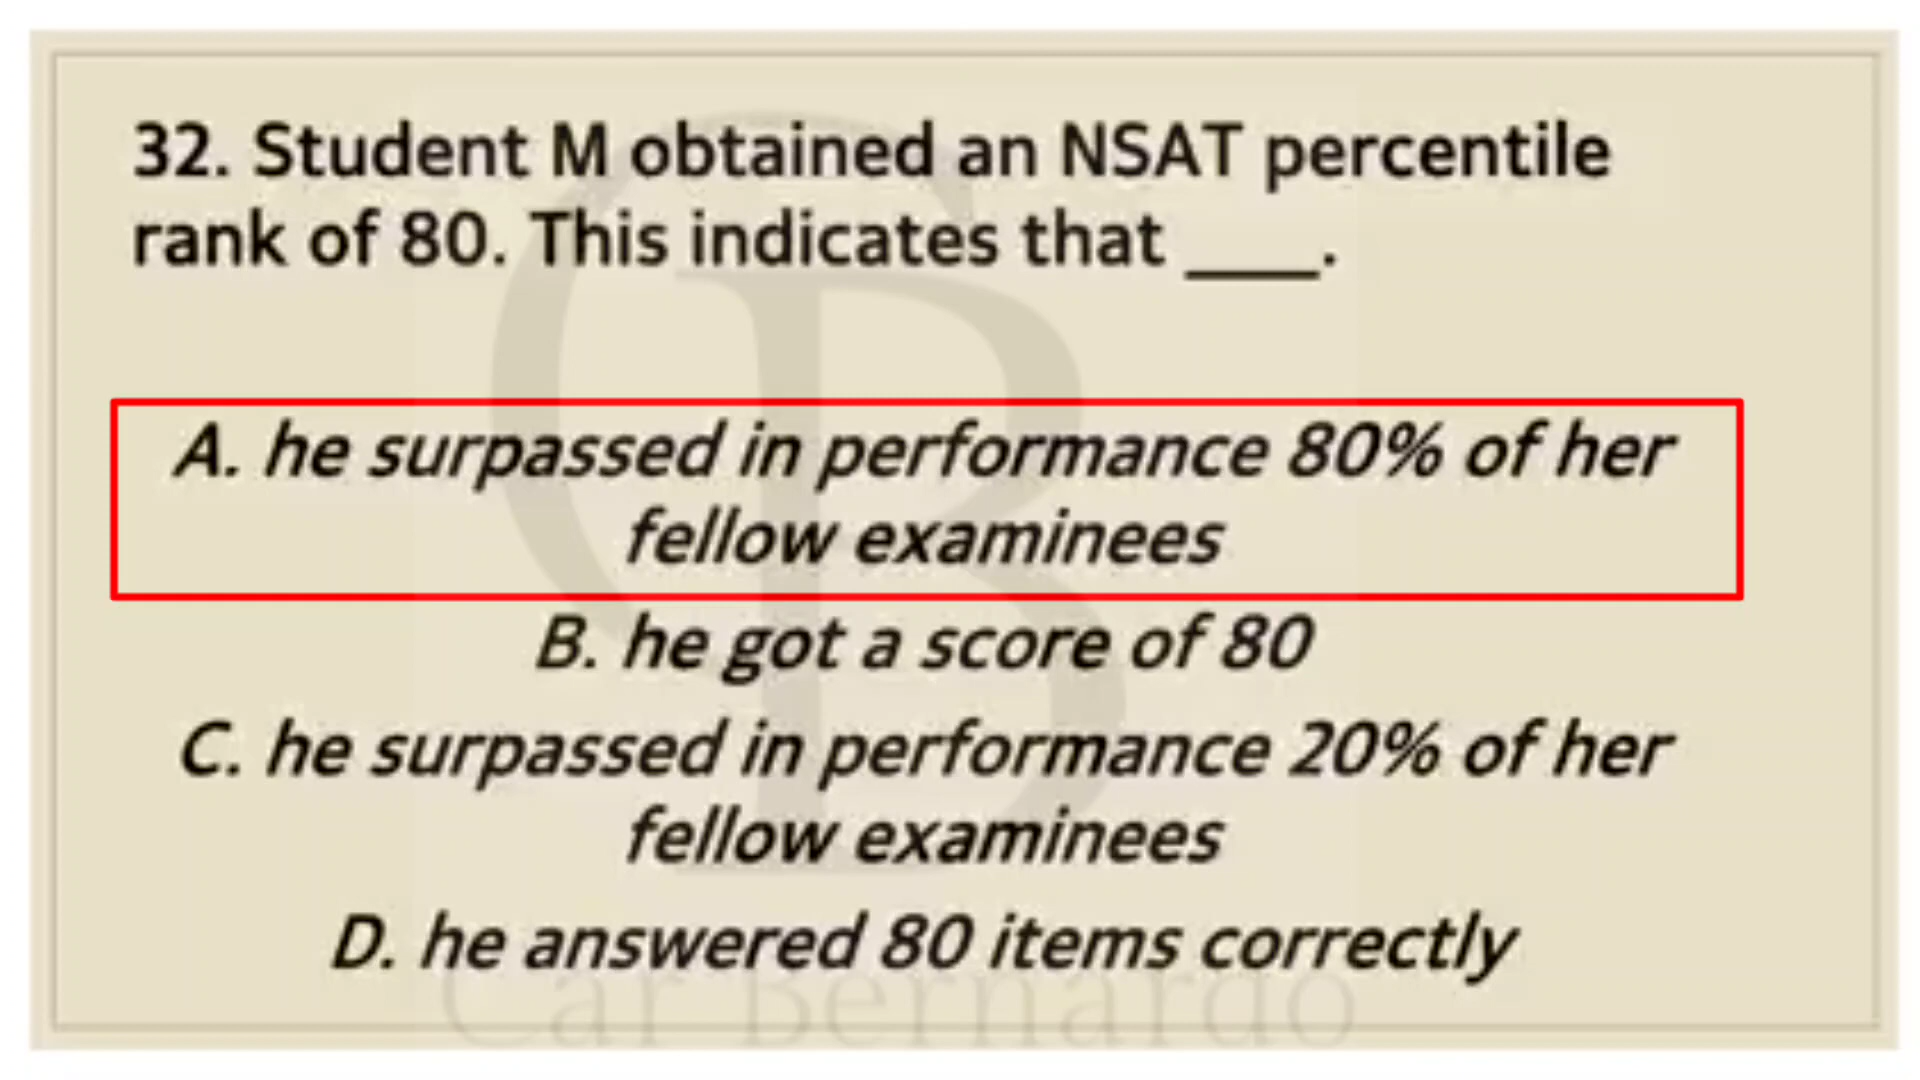 32. Student M obtained an NSAT percentile
rank of 80. This indicates that ____.
A. he surpassed in performance 80% of her
fellow examinees
B. he got a score of 80
C. he surpassed in performance 20% of her
fellow examinees
D. he answered 80 items correctly
Car Bernardo